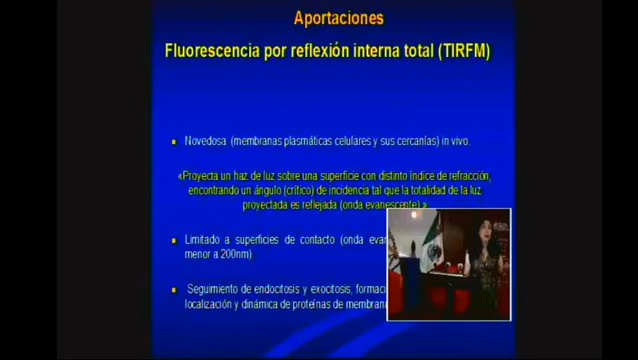 Aportaciones
Fluorescencia por reflexión interna total (TIRFM)
Novedosa (membranas plasmáticas celulares y sus cercanías) in vivo.
«Proyecta un haz de luz sobre una superficie con distinto índice de refracción,
encontrando un ángulo (crítico) de incidencia tal que la totalidad de la luz
proyectada es reflejada (onda evanescente).»
Limitado a superficies de contacto (onda
menor a 200nm).
Seguimiento de endocitosis y exocitosis,
localización y dinámica de proteínas de